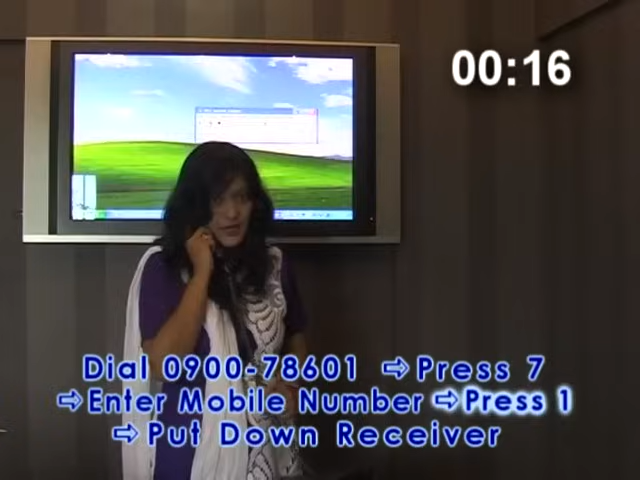 00:16
Dial 0900-78601 ⇨Press 7
⇨Enter Mobile Number ⇨Press 1
⇨Put Down Receiver